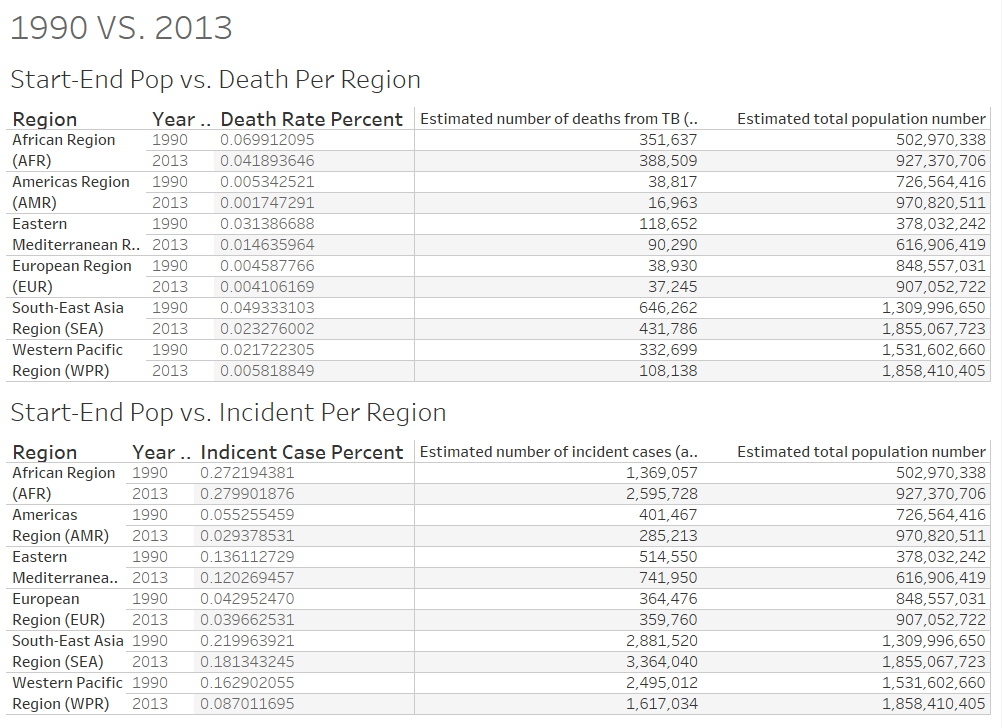 1990 VS. 2013
Start-End Pop vs. Death Per Region
Region Year .. Death Rate Percent Estimated number of deaths from TB (.. Estimated total population number
African Region 1990 0.069912095 351,637 502,970,338
(AFR) 2013 0.041893646 388,509 927,370,706
Americas Region 1990 0.005342521 38,817 726,564,416
(AMR) 2013 0.001747291 16,963 970,820,511
Eastern 1990 0.031386688 118,652 378,032,242
Mediterranean R.. 2013 0.014635964 90,290 616,906,419
European Region 1990 0.004587766 38,930 848,557,031
(EUR) 2013 0.004106169 37,245 907,052,722
South-East Asia 1990 0.049333103 646,262 1,309,996,650
Region (SEA) 2013 0.023276002 431,786 1,855,067,723
Western Pacific 1990 0.021722305 332,699 1,531,602,660
Region (WPR) 2013 0.005818849 108,138 1,858,410,405
Start-End Pop vs. Incident Per Region
Region Year .. Indicent Case Percent Estimated number of incident cases (a.. Estimated total population number
African Region 1990 0.272194381 1,369,057 502,970,338
(AFR) 2013 0.279901876 2,595,728 927,370,706
Americas 1990 0.055255459 401,467 726,564,416
Region (AMR) 2013 0.029378531 285,213 970,820,511
Eastern 1990 0.136112729 514,550 378,032,242
Mediterranea.. 2013 0.120269457 741,950 616,906,419
European 1990 0.042952470 364,476 848,557,031
Region (EUR) 2013 0.039662531 359,760 907,052,722
South-East Asia 1990 0.219963921 2,881,520 1,309,996,650
Region (SEA) 2013 0.181343245 3,364,040 1,855,067,723
Western Pacific 1990 0.162902055 2,495,012 1,531,602,660
Region (WPR) 2013 0.087011695 1,617,034 1,858,410,405